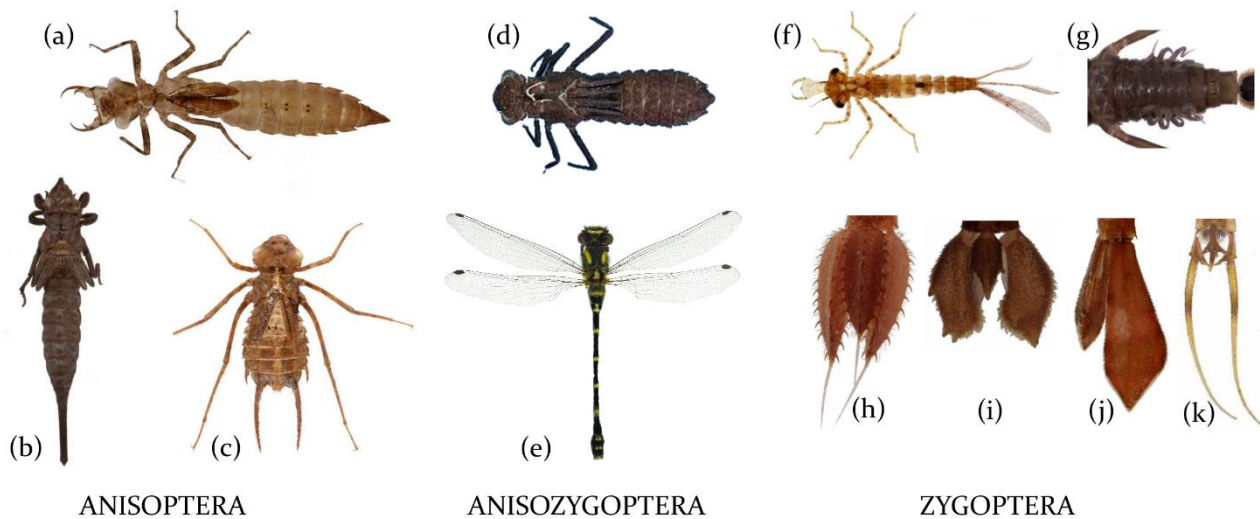 (a)
(d)
(f)
(g)
(b)
(c)
(e)
(h)
(i)
(j)
(k)
ANISOPTERA
ANISOZYGOPTERA
ZYGOPTERA